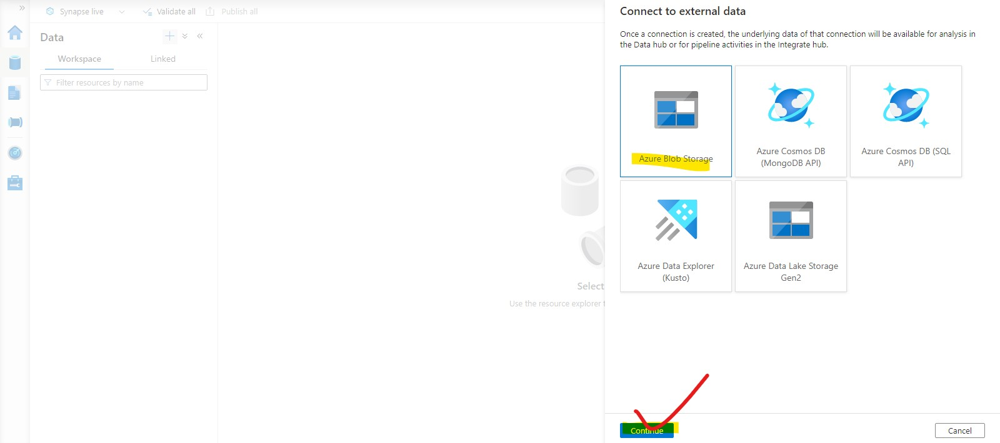 Synapse live
Validate all
Publish all
Data
Workspace
Linked
Filter resources by name
Select
Use the resource explorer
Connect to external data
Once a connection is created, the underlying data of that connection will be available for analysis in
the Data hub or for pipeline activities in the Integrate hub.
Azure Blob Storage
Azure Cosmos DB
(MongoDB API)
Azure Cosmos DB (SQL
API)
Azure Data Explorer
(Kusto)
Azure Data Lake Storage
Gen2
Continue
Cancel